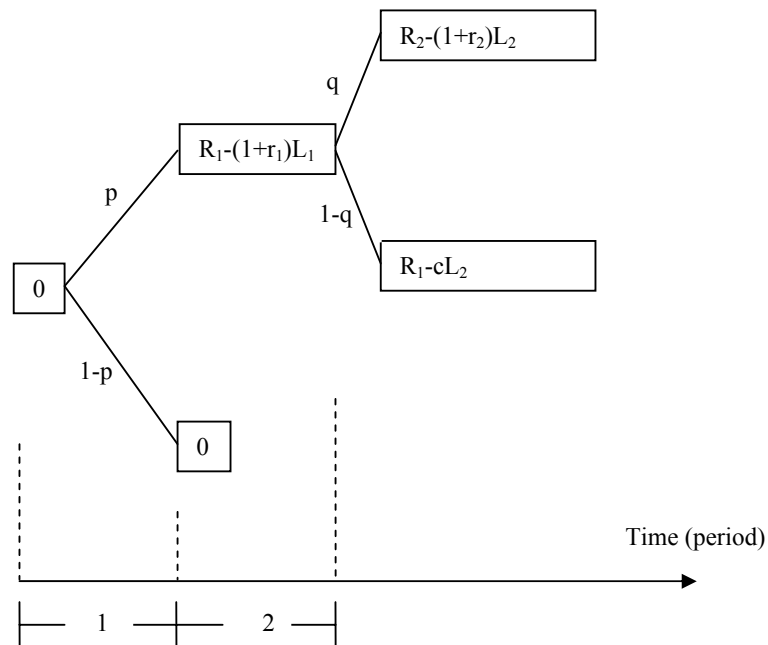 R₂-(1+r₂)L₂
q
R₁-(1+r₁)L₁
p
1-q
R₁-cL₂
0
1-p
0
Time (period)
1
2